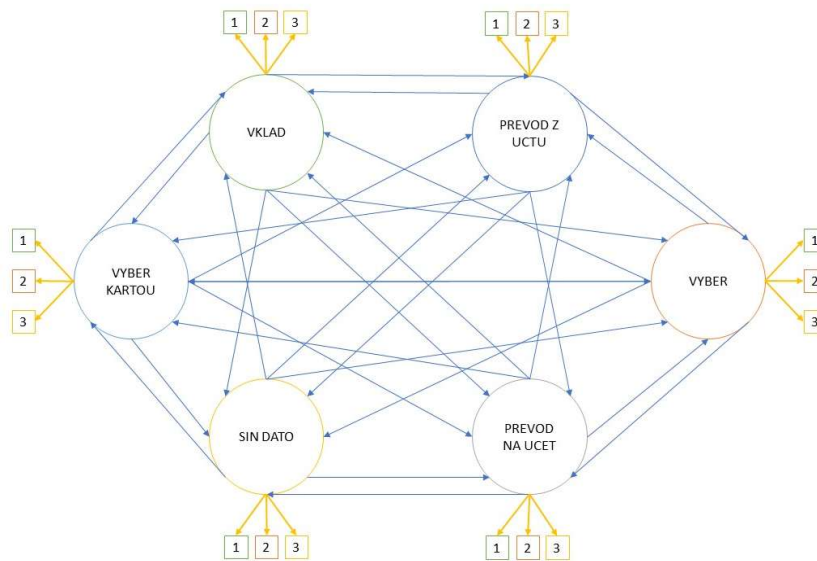 1 2 3
1 2 3
VKLAD
PREVOD Z
UCTU
1
2
3
VYBER
KARTOU
VYBER
1
2
3
SIN DATO
PREVOD
NA UCET
1 2 3
1 2 3